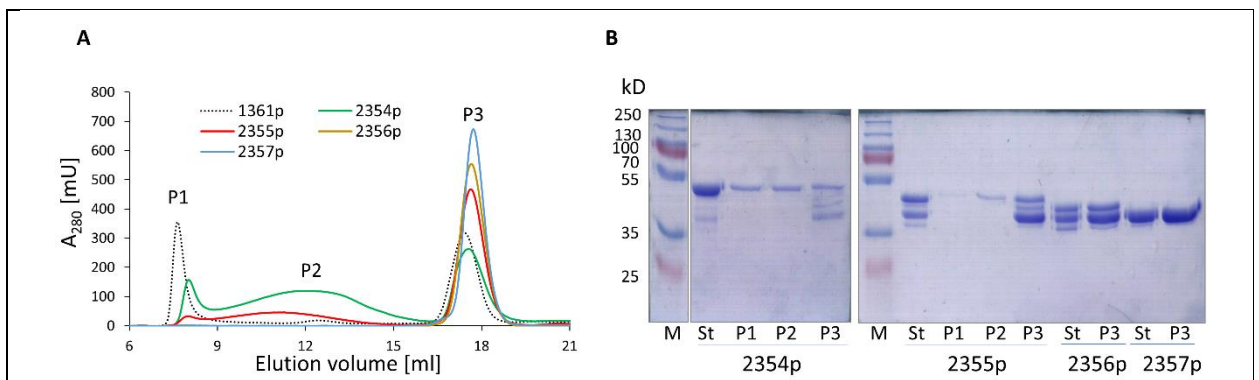 A
B
A₂₈₀ [mU]
800
700
600
500
400
300
200
100
0
1361p 2354p
2355p 2356p
2357p
P1
P2
P3
6 9 12 15 18 21
Elution volume [ml]
kD
250
130
100
70
55
35
25
M St P1 P2 P3 M St P1 P2 P3 St P3 St P3
2354p 2355p 2356p 2357p